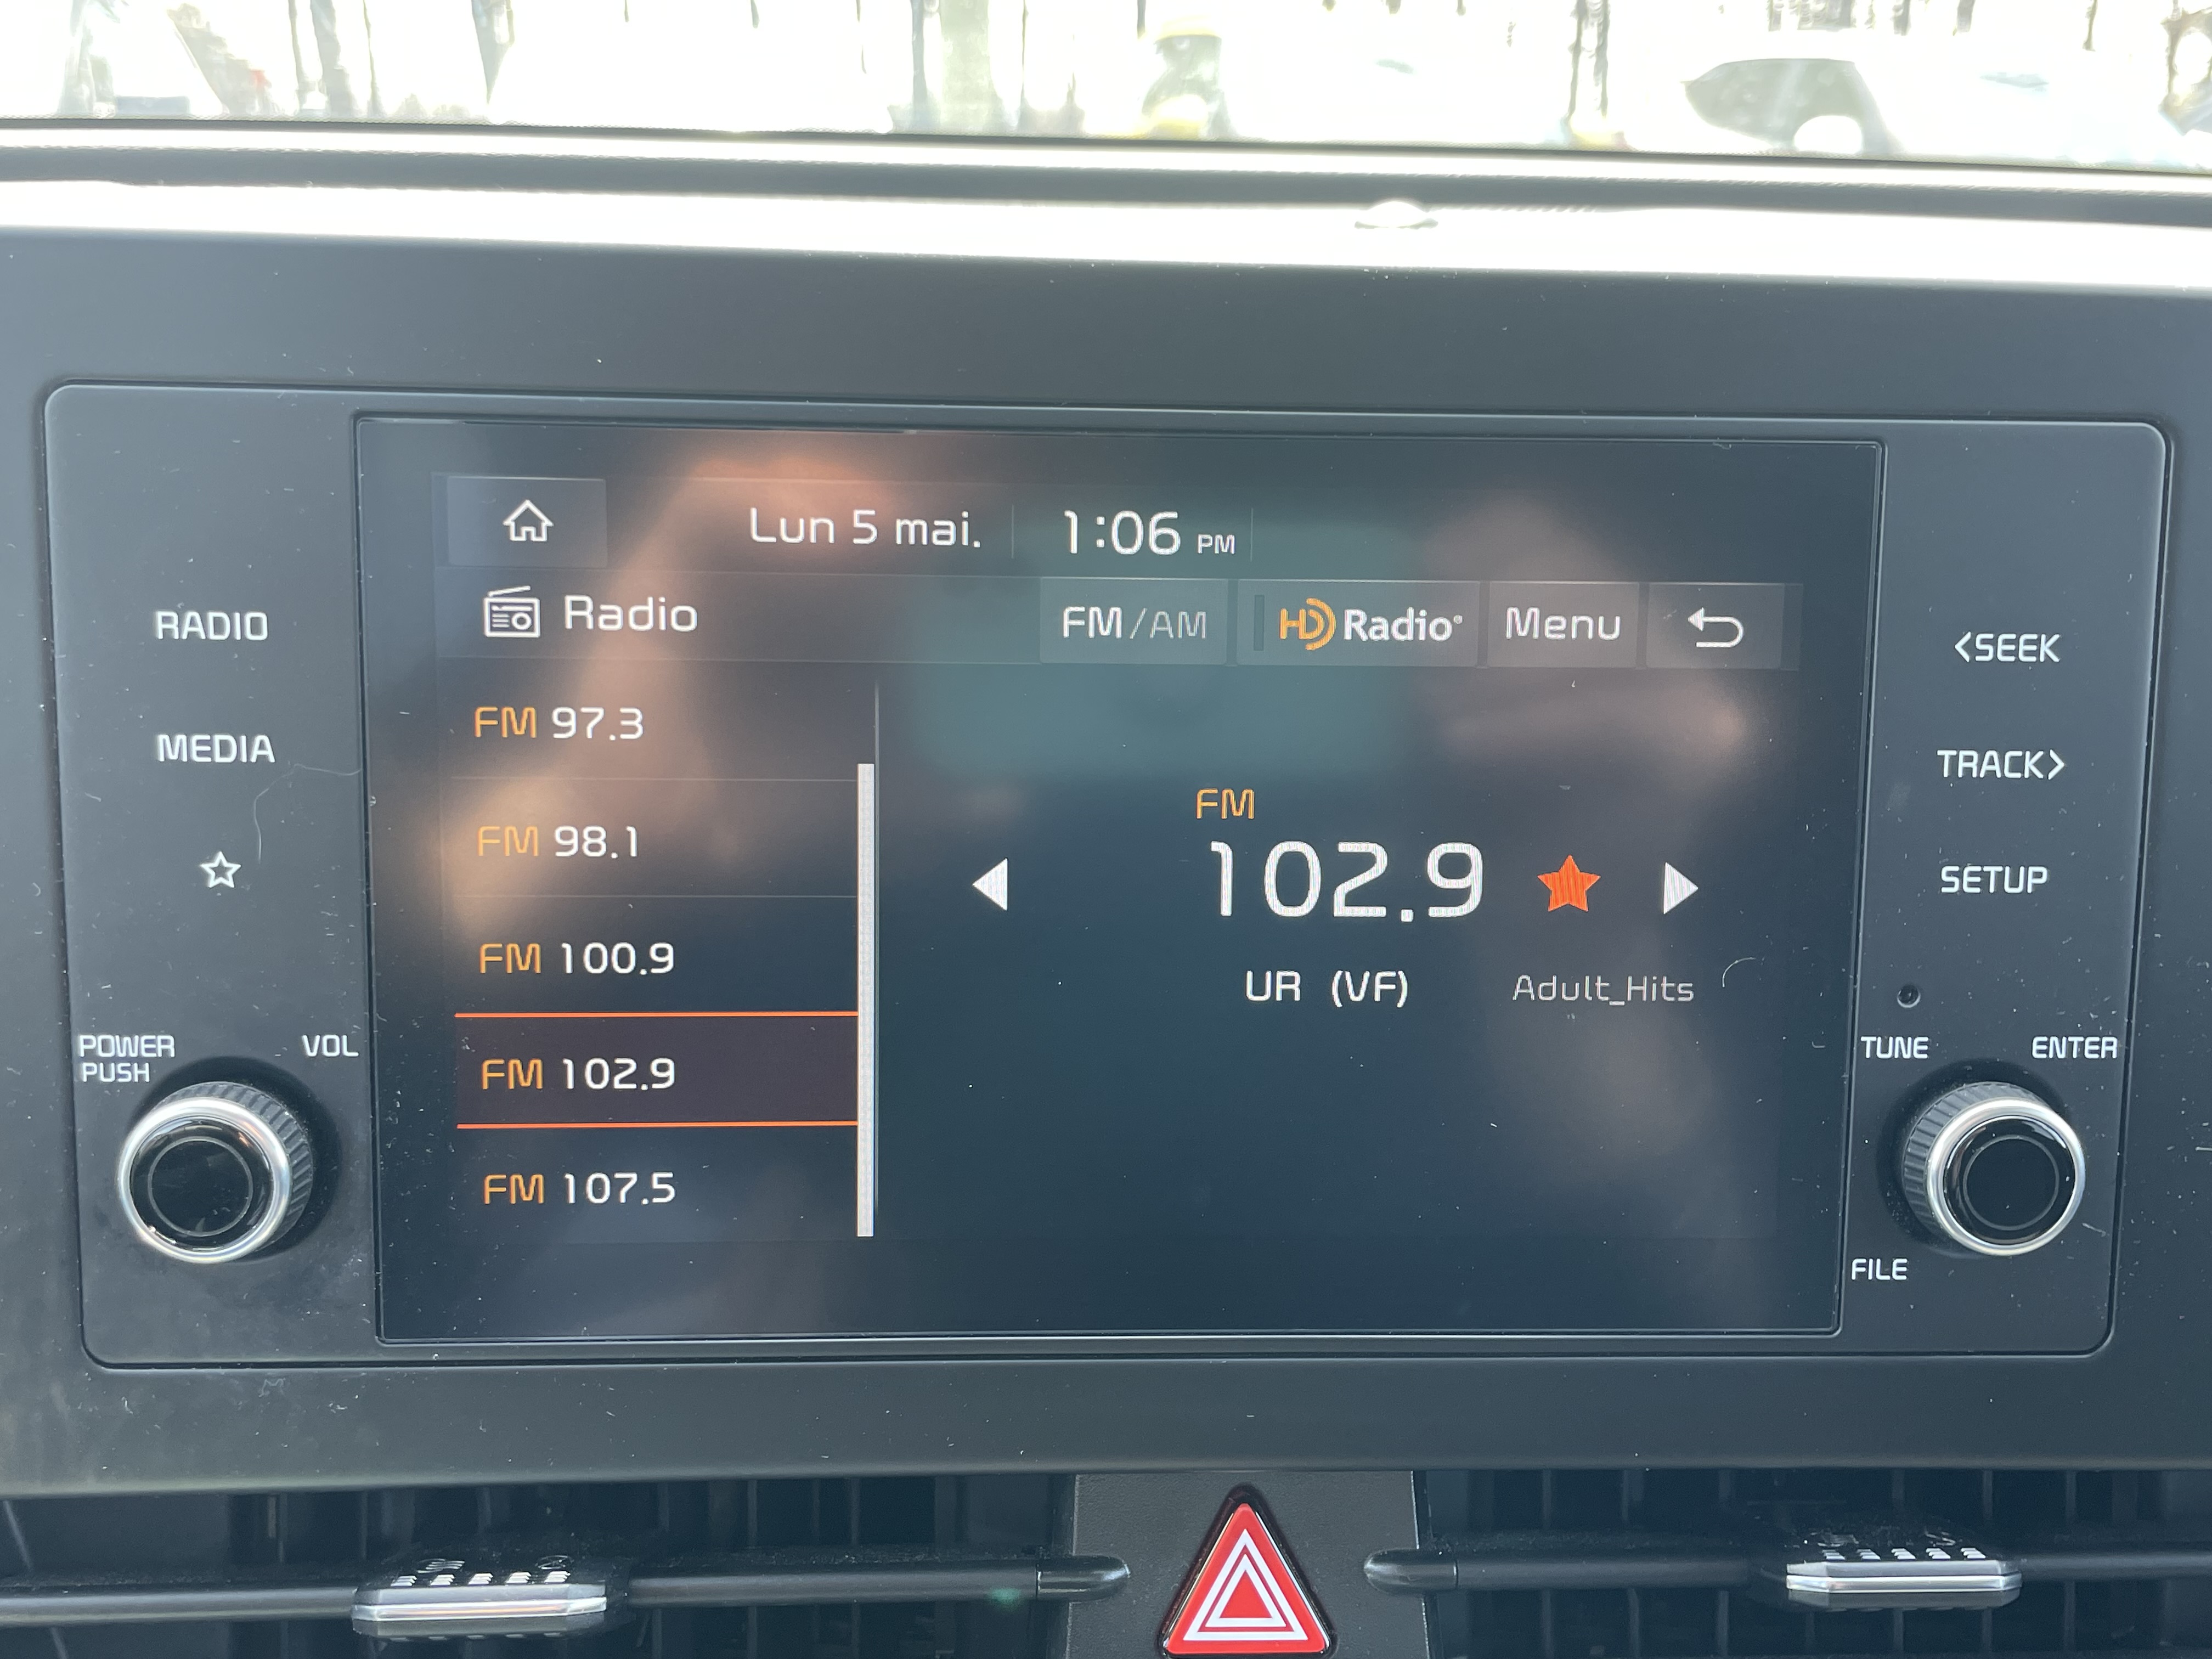 Lun 5 mai. 1:06 PM
Radio FM/AM HD Radio® Menu
RADIO
MEDIA
POWER PUSH VOL
FM 97.3
FM 98.1
FM 100.9
FM 102.9
FM 107.5
FM
102.9
UR (VF) Adult_Hits
<SEEK
TRACK>
SETUP
TUNE ENTER
FILE